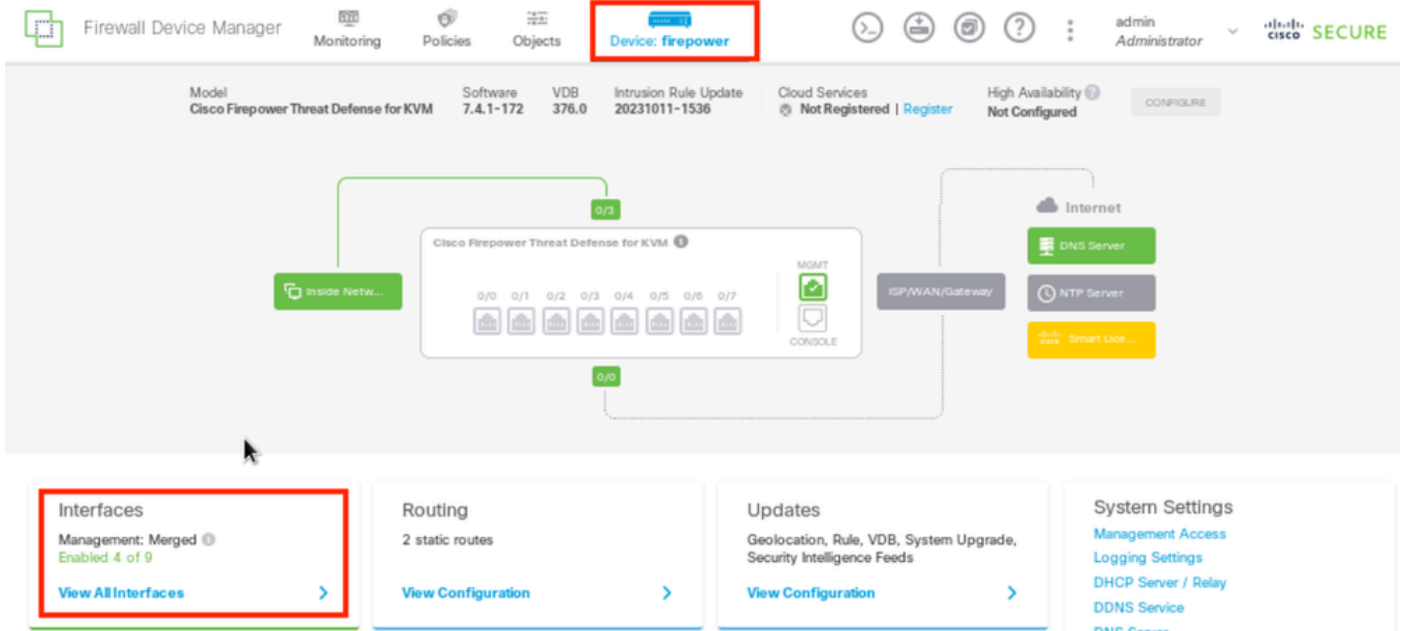 Firewall Device Manager
Monitoring
Policies
Objects
Device: firepower
admin
Administrator
cisco SECURE
Model
Cisco Firepower Threat Defense for KVM
Software
7.4.1-172
VDB
376.0
Intrusion Rule Update
20231011-1536
Cloud Services
Not Registered | Register
High Availability
Not Configured
CONFIGURE
0/3
Internet
Cisco Firepower Threat Defense for KVM
DNS Server
MGMT
Inside Netw...
ISP/WAN/Gateway
NTP Server
0/0 0/1 0/2 0/3 0/4 0/5 0/6 0/7
CONSOLE
cisco Smart Lice...
0/0
Interfaces
Management: Merged
Enabled 4 of 9
View All Interfaces
Routing
2 static routes
View Configuration
Updates
Geolocation, Rule, VDB, System Upgrade,
Security Intelligence Feeds
View Configuration
System Settings
Management Access
Logging Settings
DHCP Server / Relay
DDNS Service
DNS Server